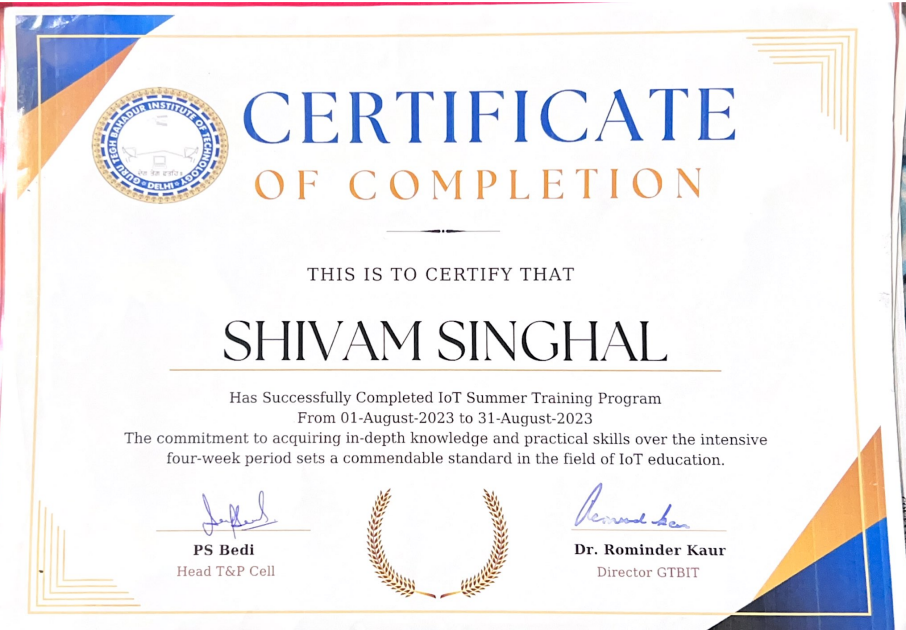 GURU TEGH BAHADUR INSTITUTE OF TECHNOLOGY
DELHI
CERTIFICATE
OF COMPLETION
THIS IS TO CERTIFY THAT
SHIVAM SINGHAL
Has Successfully Completed IoT Summer Training Program
From 01-August-2023 to 31-August-2023
The commitment to acquiring in-depth knowledge and practical skills over the intensive
four-week period sets a commendable standard in the field of IoT education.
PS Bedi
Head T&P Cell
Dr. Rominder Kaur
Director GTBIT